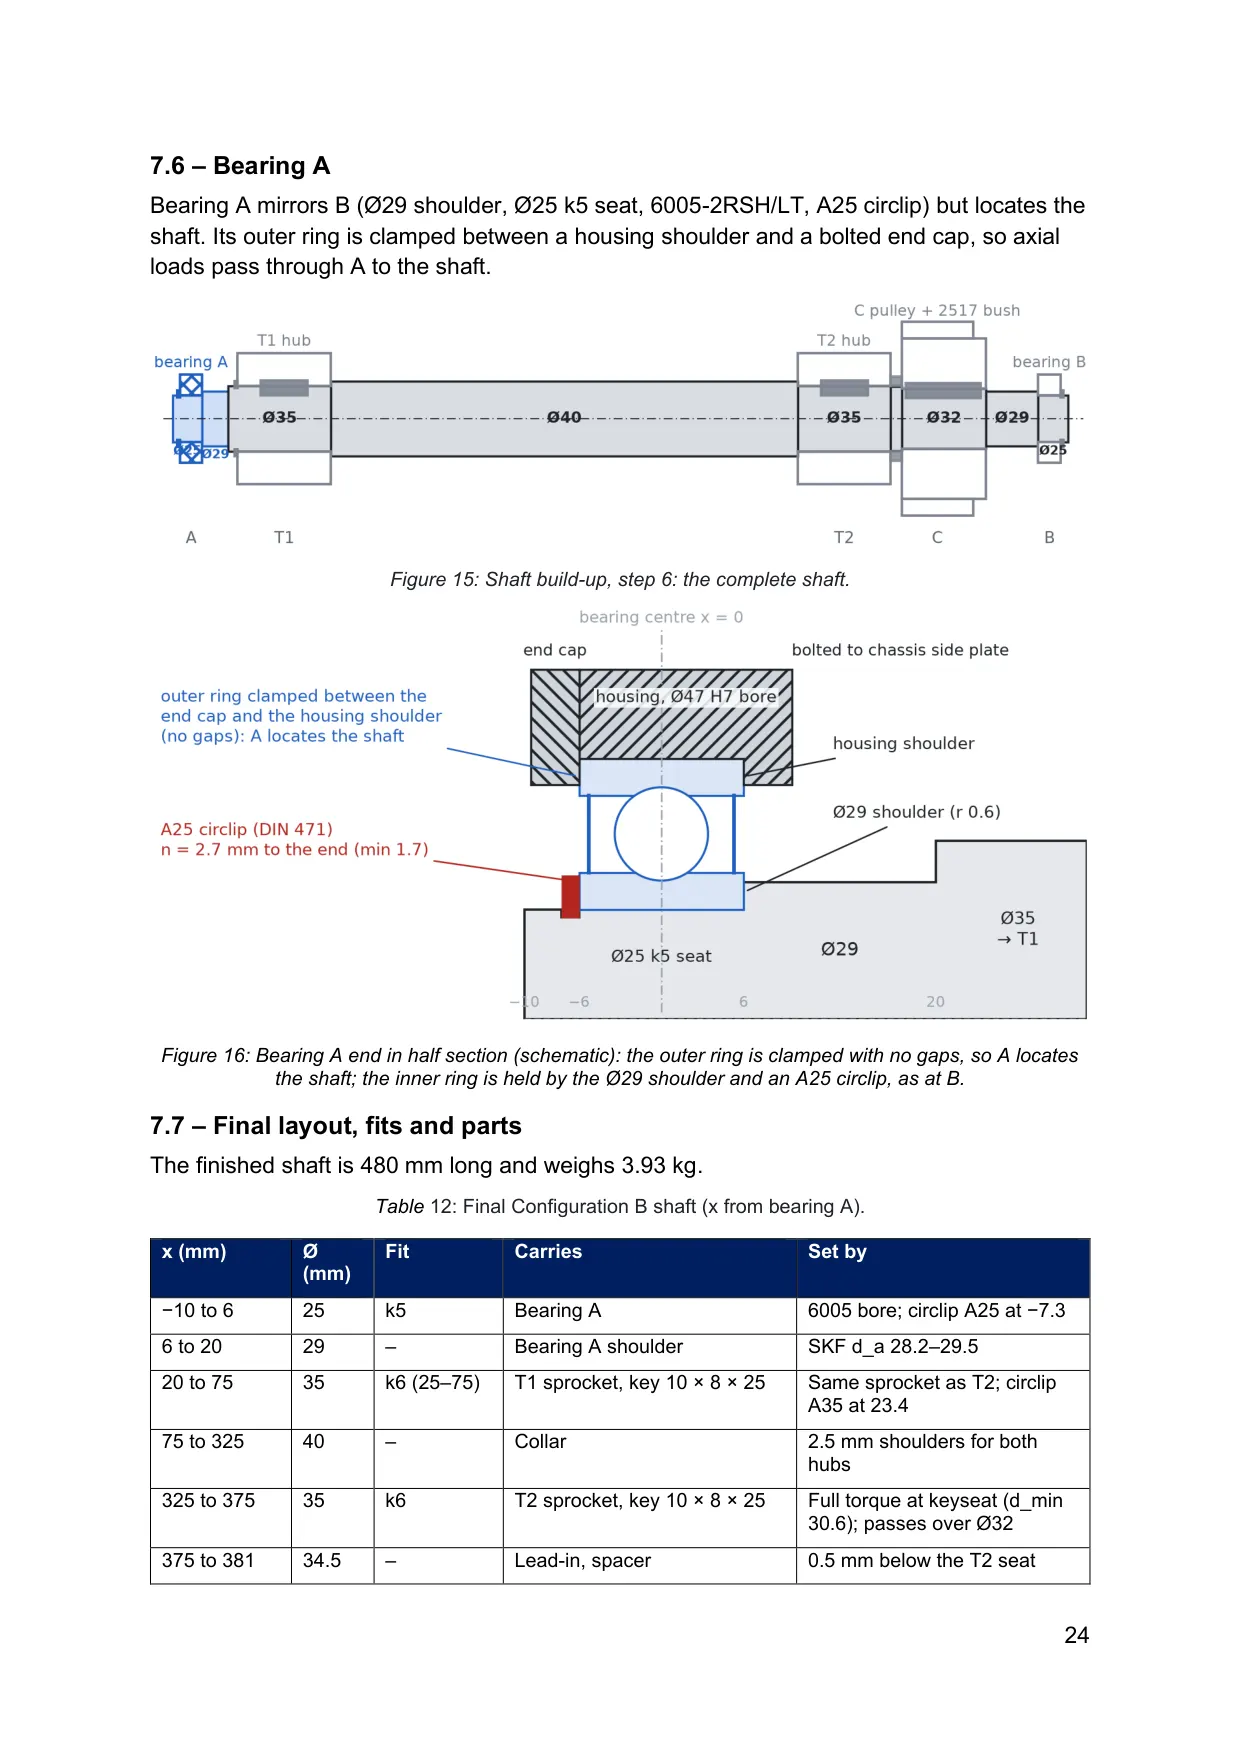 7.6 – Bearing A
Bearing A mirrors B (Ø29 shoulder, Ø25 k5 seat, 6005-2RSH/LT, A25 circlip) but locates the
shaft. Its outer ring is clamped between a housing shoulder and a bolted end cap, so axial
loads pass through A to the shaft.
C pulley + 2517 bush
T1 hub
T2 hub
bearing A
bearing B
Ø35
Ø40
Ø35
Ø32
Ø29
Ø25
Ø29
Ø25
A
T1
T2
C
B
Figure 15: Shaft build-up, step 6: the complete shaft.
bearing centre x = 0
end cap
bolted to chassis side plate
outer ring clamped between the
end cap and the housing shoulder
(no gaps): A locates the shaft
housing, Ø47 H7 bore
housing shoulder
Ø29 shoulder (r 0.6)
A25 circlip (DIN 471)
n = 2.7 mm to the end (min 1.7)
Ø35
→ T1
Ø29
Ø25 k5 seat
−10
−6
6
20
Figure 16: Bearing A end in half section (schematic): the outer ring is clamped with no gaps, so A locates
the shaft; the inner ring is held by the Ø29 shoulder and an A25 circlip, as at B.
7.7 – Final layout, fits and parts
The finished shaft is 480 mm long and weighs 3.93 kg.
Table 12: Final Configuration B shaft (x from bearing A).
x (mm) Ø (mm) Fit Carries Set by
−10 to 6 25 k5 Bearing A 6005 bore; circlip A25 at −7.3
6 to 20 29 – Bearing A shoulder SKF d_a 28.2–29.5
20 to 75 35 k6 (25–75) T1 sprocket, key 10 × 8 × 25 Same sprocket as T2; circlip
A35 at 23.4
75 to 325 40 – Collar 2.5 mm shoulders for both
hubs
325 to 375 35 k6 T2 sprocket, key 10 × 8 × 25 Full torque at keyseat (d_min
30.6); passes over Ø32
375 to 381 34.5 – Lead-in, spacer 0.5 mm below the T2 seat
24